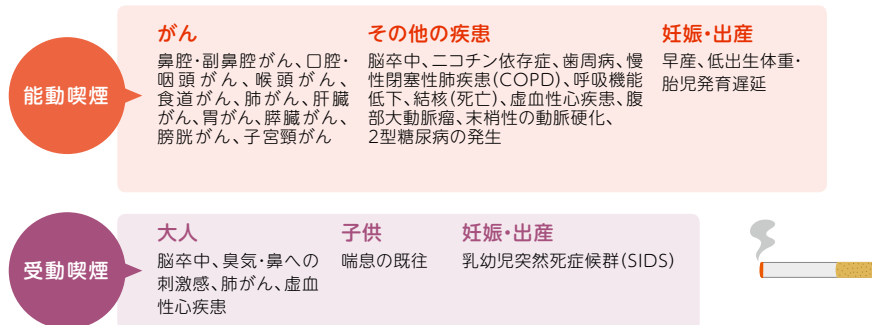 能動喫煙
がん
鼻腔・副鼻腔がん、口腔・
咽頭がん、喉頭がん、
食道がん、肺がん、肝臓
がん、胃がん、膵臓がん、
膀胱がん、子宮頸がん
その他の疾患
脳卒中、ニコチン依存症、歯周病、慢
性閉塞性肺疾患(COPD)、呼吸機能
低下、結核(死亡)、虚血性心疾患、腹
部大動脈瘤、末梢性の動脈硬化、
2型糖尿病の発生
妊娠・出産
早産、低出生体重・
胎児発育遅延
受動喫煙
大人
脳卒中、臭気・鼻への
刺激感、肺がん、虚血
性心疾患
子供
喘息の既往
妊娠・出産
乳幼児突然死症候群(SIDS)